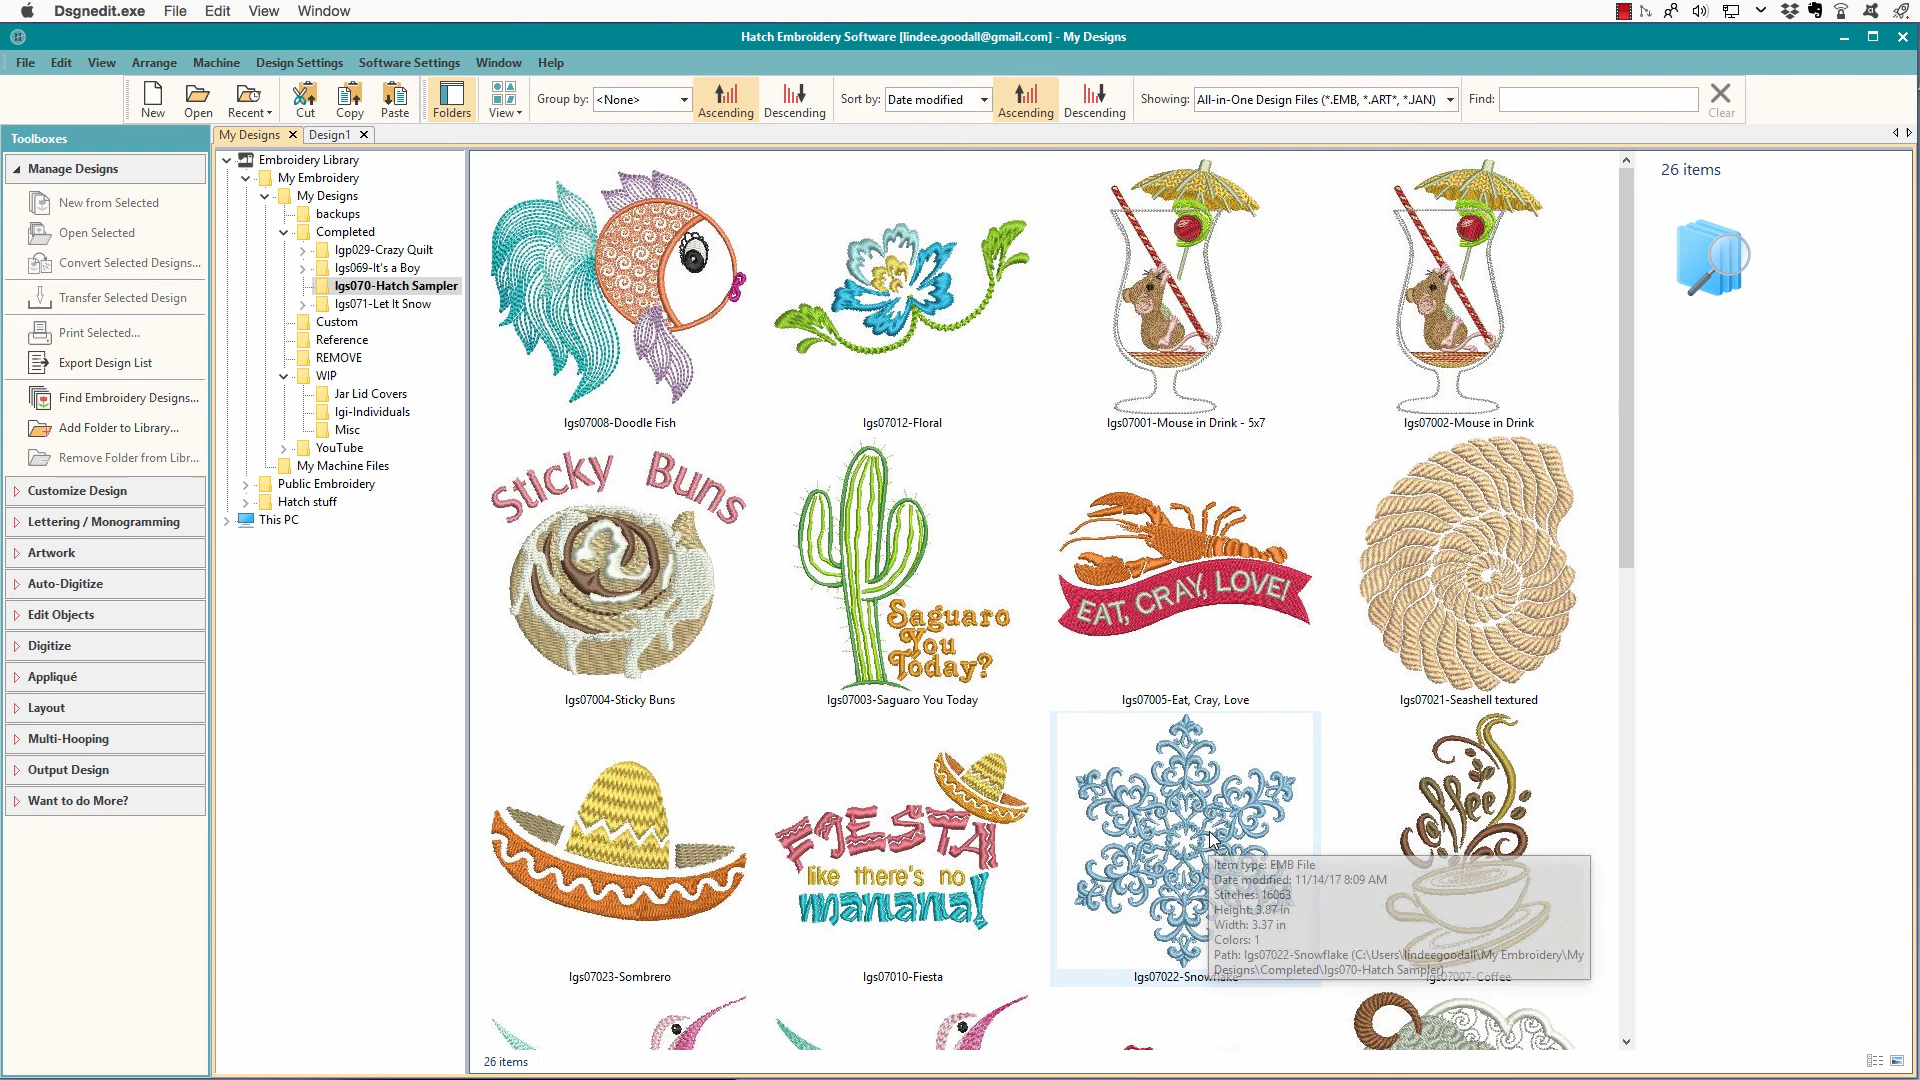 Dsgnedit.exe File Edit View Window
Hatch Embroidery Software [lindee.goodall@gmail.com] - My Designs
File Edit View Arrange Machine Design Settings Software Settings Window Help
New Open Recent Cut Copy Paste Folders View Group by: <None> Ascending Descending Sort by: Date modified Ascending Descending Showing: All-in-One Design Files (*.EMB, *.ART*, *.JAN) Find: Clear
Toolboxes
My Designs Design1
Manage Designs
New from Selected
Open Selected
Convert Selected Designs...
Transfer Selected Design
Print Selected...
Export Design List
Find Embroidery Designs...
Add Folder to Library...
Remove Folder from Libr...
Customize Design
Lettering / Monogramming
Artwork
Auto-Digitize
Edit Objects
Digitize
Appliqué
Layout
Multi-Hooping
Output Design
Want to do More?
Embroidery Library
My Embroidery
My Designs
backups
Completed
lgp029-Crazy Quilt
lgs069-It's a Boy
lgs070-Hatch Sampler
lgs071-Let It Snow
Custom
Reference
REMOVE
WIP
Jar Lid Covers
lgi-Individuals
Misc
YouTube
My Machine Files
Public Embroidery
Hatch stuff
This PC
lgs07008-Doodle Fish
lgs07012-Floral
lgs07001-Mouse in Drink - 5x7
lgs07002-Mouse in Drink
Sticky Buns
Saguaro
You
Today?
EAT, CRAY, LOVE!
lgs07004-Sticky Buns
lgs07003-Saguaro You Today
lgs07005-Eat, Cray, Love
lgs07021-Seashell textured
FIESTA
like there's no
manana!
Coffee
Item type: EMB File
Date modified: 11/14/17 8:09 AM
Stitches: 16063
Height: 3.87 in
Width: 3.37 in
Colors: 1
Path: lgs07022-Snowflake (C:\Users\lindeegoodall\My Embroidery\My
Designs\Completed\lgs070-Hatch Sampler)
lgs07023-Sombrero
lgs07010-Fiesta
lgs07022-Snowflake
lgs07007-Coffee
26 items
26 items